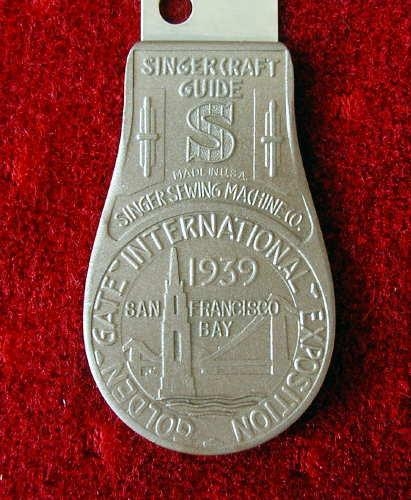 SINGERCRAFT
GUIDE
S
MADE IN U.S.A.
SINGER SEWING MACHINE CO.
GOLDEN GATE INTERNATIONAL EXPOSITION
1939
SAN FRANCISCO
BAY